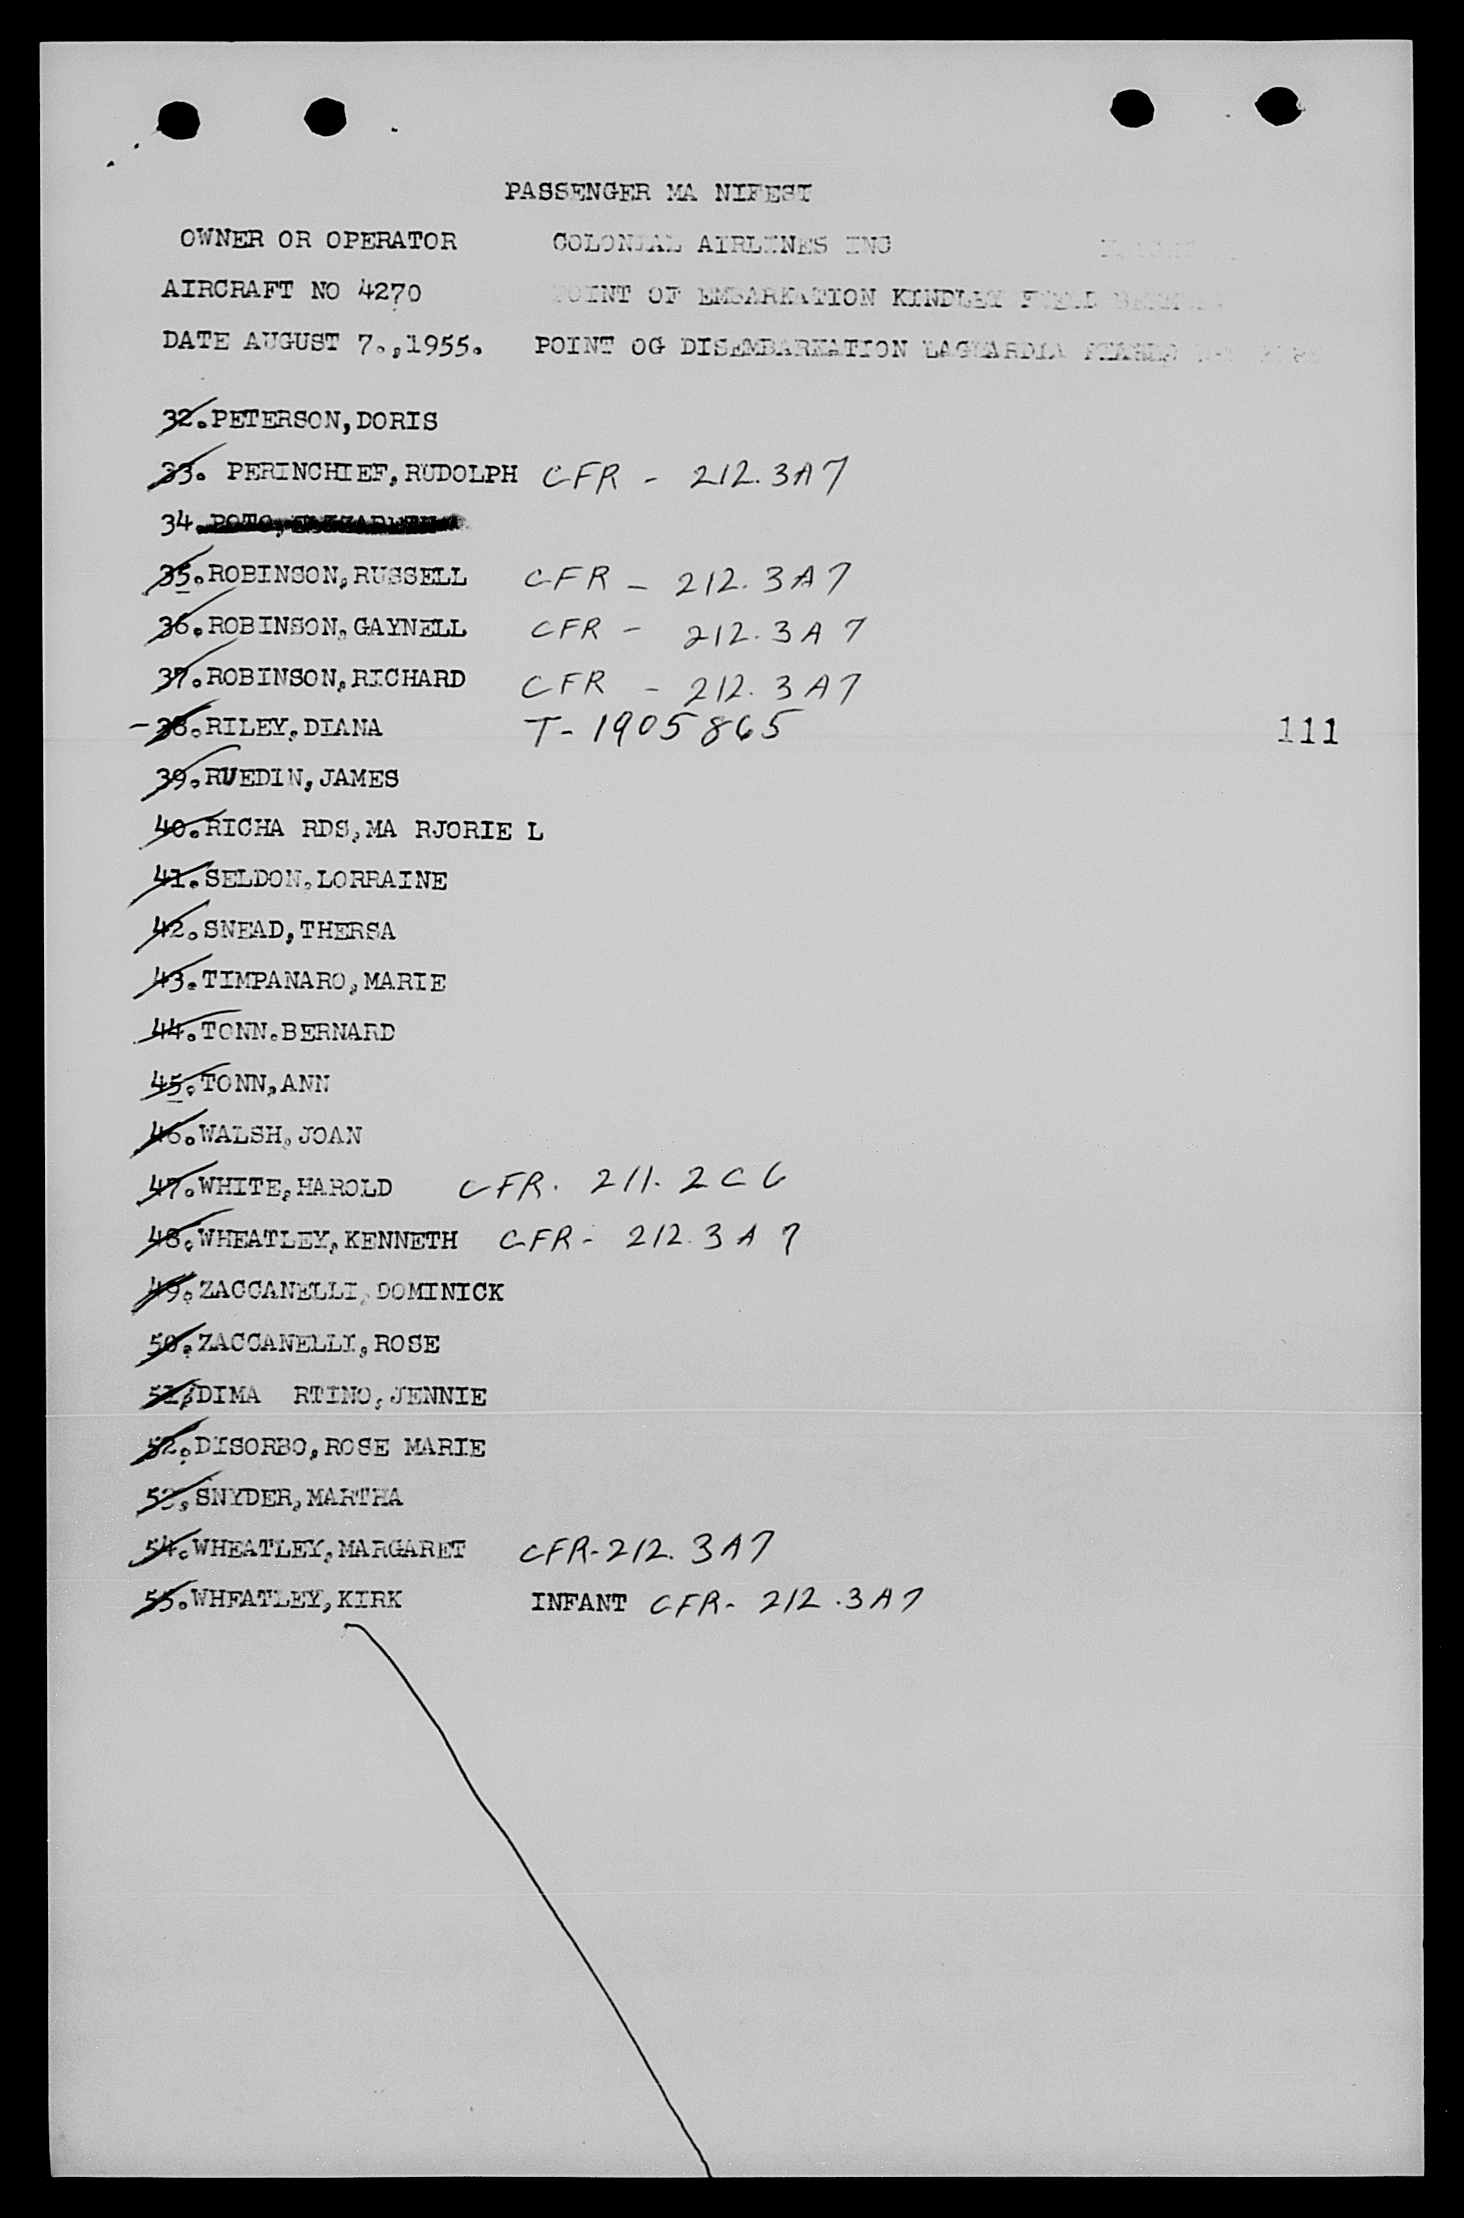 PASSENGER MA NIFEST
OWNER OR OPERATOR COLONIAL AIRLINES INC
AIRCRAFT NO 4270 POINT OF EMBARKATION KINDLEY FIELD
DATE AUGUST 7.,1955. POINT OG DISEMBARKATION LAGUARDIA
32.PETERSON,DORIS
33. PERINCHIEF,RUDOLPH CFR - 212.3A7
34.
35.ROBINSON,RUSSELL CFR - 212.3A7
36.ROBINSON,GAYNELL CFR - 212.3A7
37.ROBINSON,RICHARD CFR - 212.3A7
-38.RILEY,DIANA T-1905865 111
39.RUEDIN,JAMES
40.RICHA RDS,MA RJORIE L
41.SELDON,LORRAINE
42.SNEAD,THERSA
43.TIMPANARO,MARIE
44.TONN.BERNARD
45.TONN,ANN
46.WALSH,JOAN
47.WHITE,HAROLD CFR. 211.2C6
48.WHEATLEY,KENNETH CFR- 212.3A7
49.ZACCANELLI,DOMINICK
50.ZACCANELLI,ROSE
51.DIMA RTINO,JENNIE
52.DISORBO,ROSE MARIE
53.SNYDER,MARTHA
54.WHEATLEY,MARGARET CFR-212.3A7
55.WHEATLEY,KIRK INFANT CFR- 212.3A7